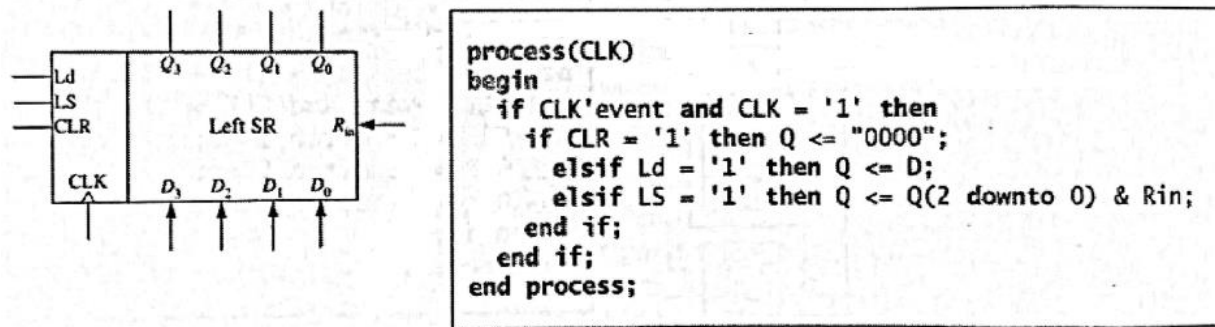 Q3 Q2 Q1 Q0
Ld
LS
CLR
Left SR
Rin
CLK
D3 D2 D1 D0
process(CLK)
begin
if CLK'event and CLK = '1' then
if CLR = '1' then Q <= "0000";
elsif Ld = '1' then Q <= D;
elsif LS = '1' then Q <= Q(2 downto 0) & Rin;
end if;
end if;
end process;